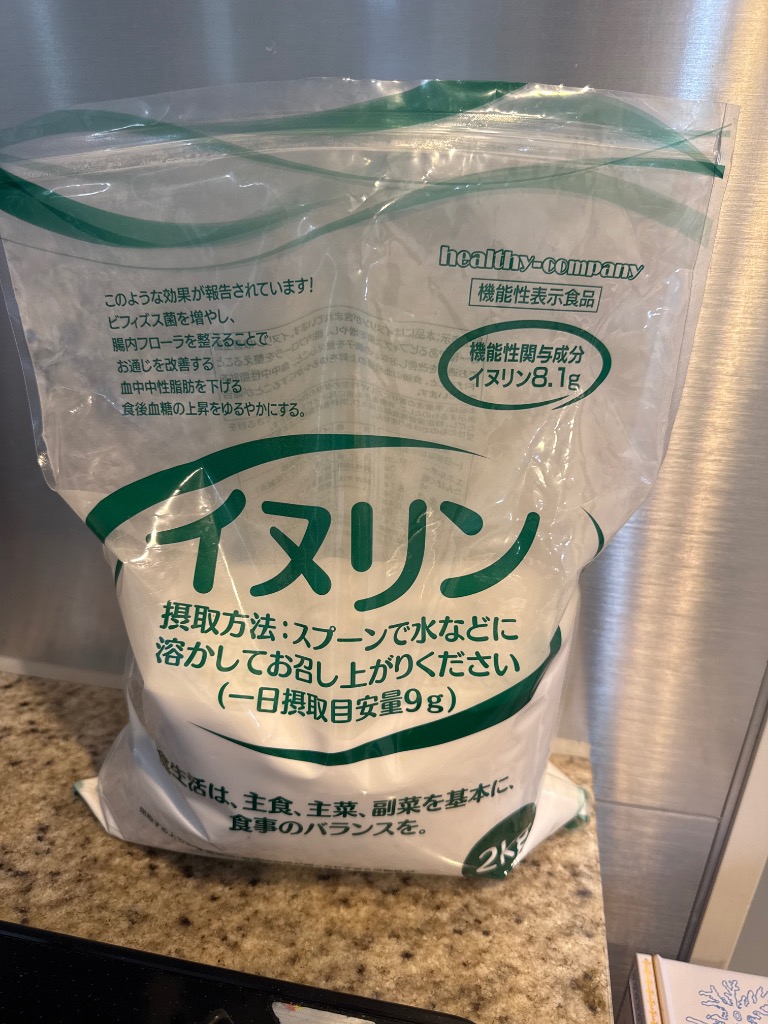 healthy-company
機能性表示食品
機能性関与成分
イヌリン8.1g
このような効果が報告されています!
ビフィズス菌を増やし、
腸内フローラを整えることで
お通じを改善する
血中中性脂肪を下げる
食後血糖の上昇をゆるやかにする。
イヌリン
摂取方法:スプーンで水などに
溶かしてお召し上がりください
(一日摂取目安量9g)
生活は、主食、主菜、副菜を基本に、
食事のバランスを。